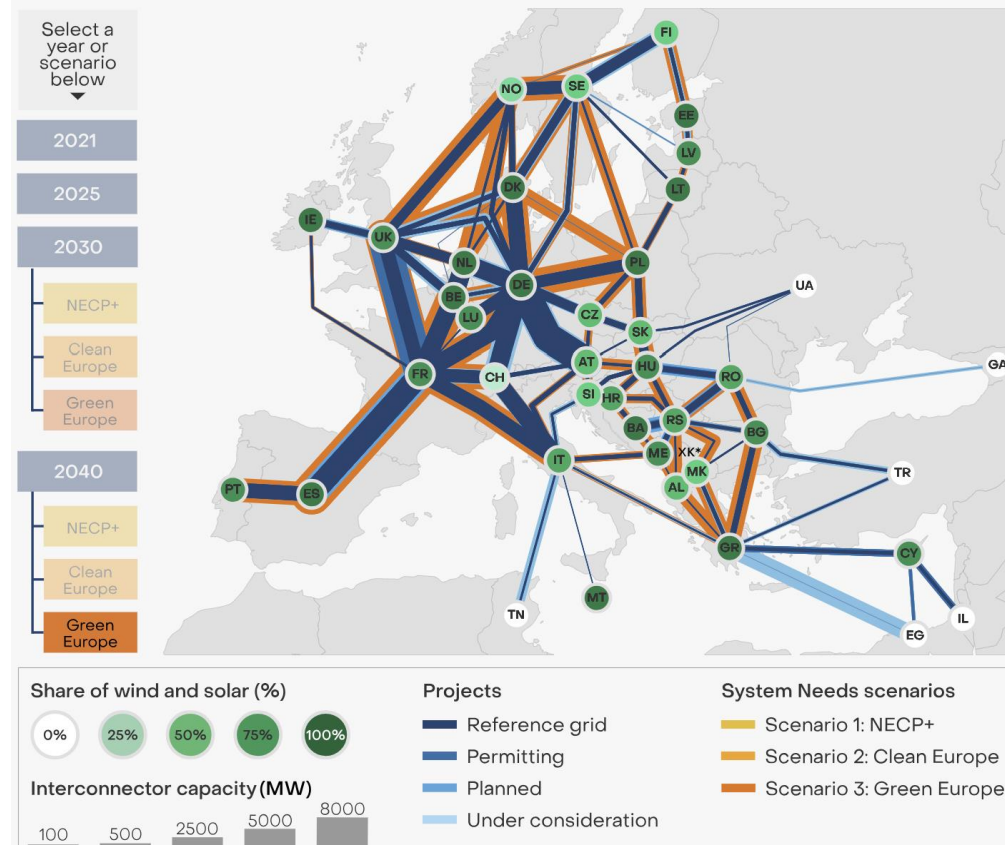 Select a
year or
scenario
below
2021
2025
2030
NECP+
Clean
Europe
Green
Europe
2040
NECP+
Clean
Europe
Green
Europe
FI
NO
SE
EE
LV
DK
LT
IE
UK
NL
PL
DE
UA
BE
LU
CZ
SK
AT
HU
GA
FR
CH
RO
SI
HR
RS
BA
BG
ME
XK*
IT
MK
TR
PT
ES
AL
GR
CY
MT
TN
IL
EG
Share of wind and solar (%)
0%
25%
50%
75%
100%
Interconnector capacity (MW)
100
500
2500
5000
8000
Projects
Reference grid
Permitting
Planned
Under consideration
System Needs scenarios
Scenario 1: NECP+
Scenario 2: Clean Europe
Scenario 3: Green Europe